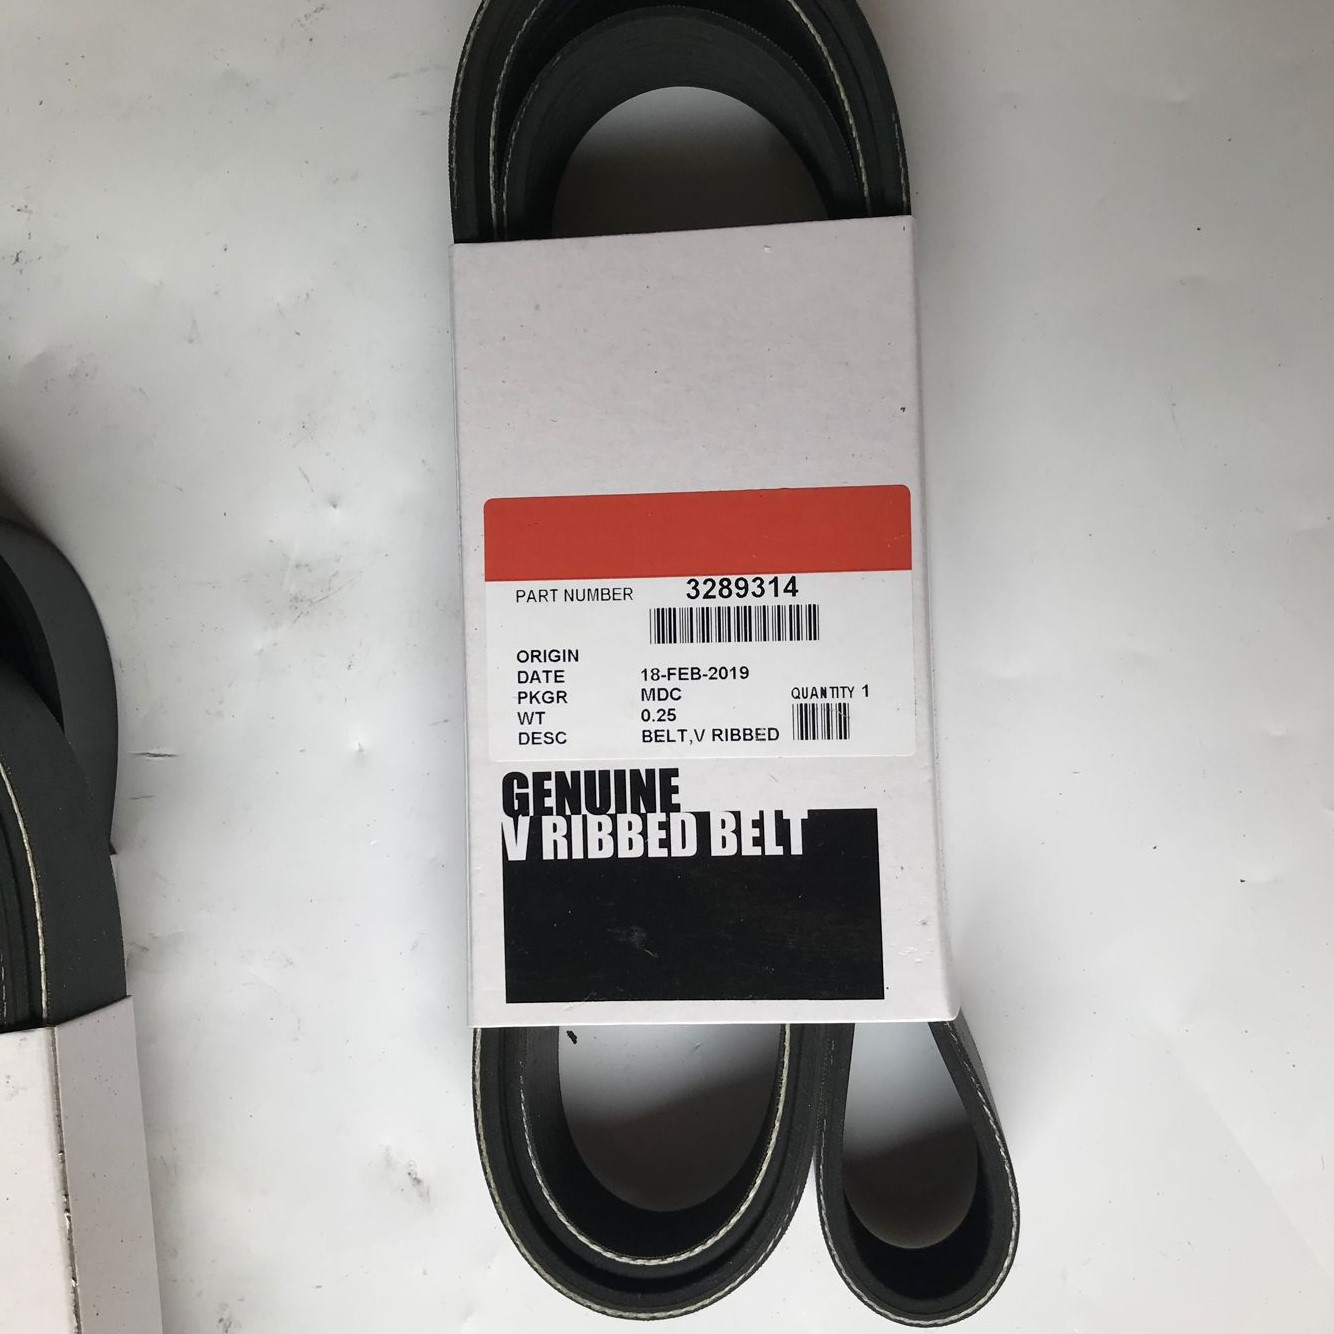 PART NUMBER 3289314
ORIGIN
DATE 18-FEB-2019
PKGR MDC QUANTITY 1
WT 0.25
DESC BELT,V RIBBED
GENUINE
V RIBBED BELT